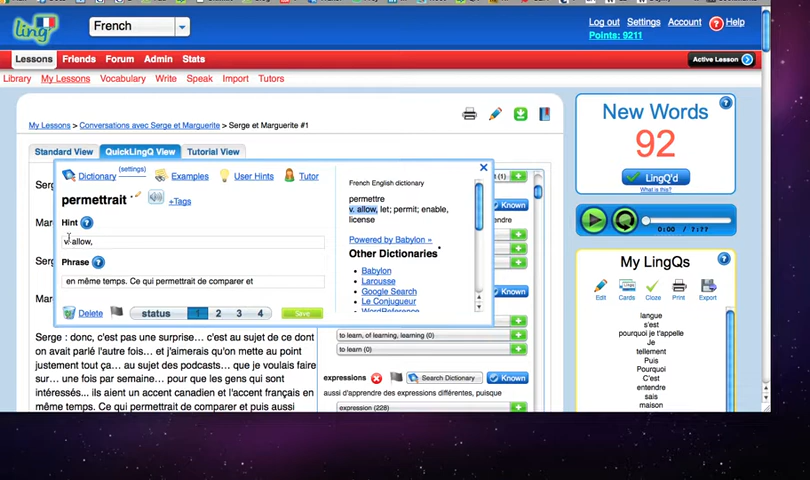 ling
French
Log out Settings Account ? Help
Points: 9211
Lessons Friends Forum Admin Stats
Active Lesson
Library My Lessons Vocabulary Write Speak Import Tutors
My Lessons > Conversations avec Serge et Marguerite > Serge et Marguerite #1
Standard View QuickLingQ View Tutorial View
Dictionary (settings) Examples User Hints Tutor
permettrait +Tags
Hint ?
v. allow,
Phrase ?
en même temps. Ce qui permettrait de comparer et
Delete status 1 2 3 4 Save
French English dictionary
permettre
v. allow, let; permit; enable,
license
Powered by Babylon »
Other Dictionaries
Babylon
Larousse
Google Search
Le Conjugueur
WordReference
Serg
Mar
Serg
Mar
(1)
Known
endre
Known
Serge : donc, c'est pas une surprise... c'est au sujet de ce dont
on avait parlé l'autre fois... et j'aimerais qu'on mette au point
justement tout ça... au sujet des podcasts... que je voulais faire
sur... une fois par semaine... pour que les gens qui sont
intéressés... ils aient un accent canadien et l'accent français en
même temps. Ce qui permettrait de comparer et puis aussi
to learn, of learning, learning (0)
to learn (0)
expressions Search Dictionary Known
aussi d'apprendre des expressions différentes, puisque
expression (228)
New Words
92
LingQ'd
What is this?
0:00 / 7:??
My LingQs
Edit Cards Cloze Print Export
langue
s'est
pourquoi je t'appelle
Je
tellement
Puis
Pourquoi
C'est
entendre
sais
maison